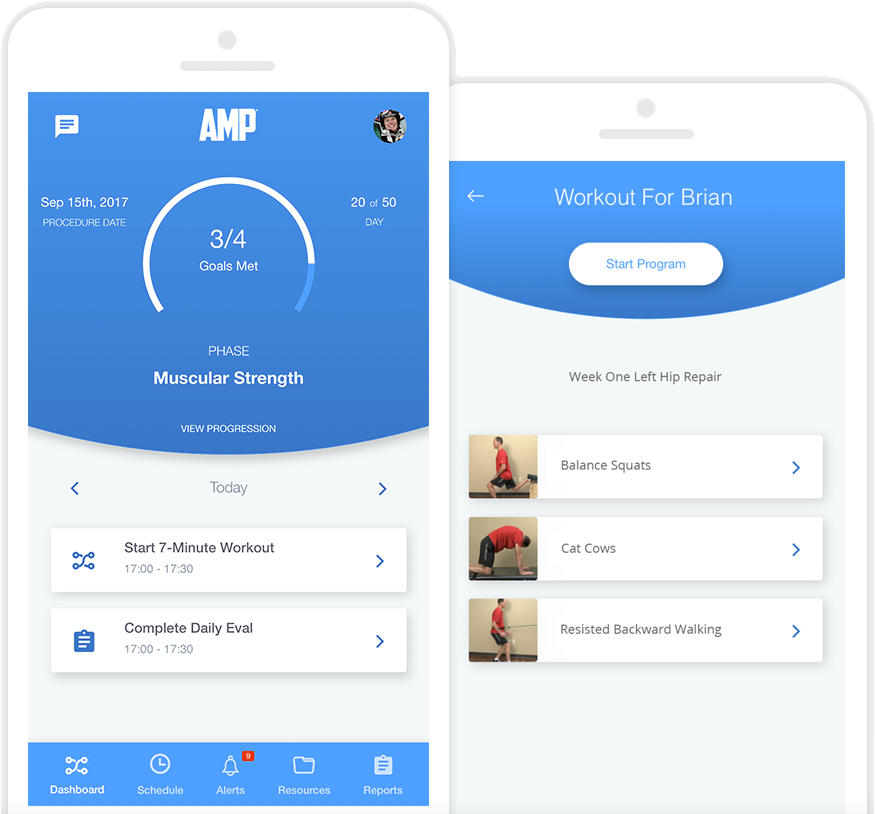 AMP
Sep 15th, 2017
PROCEDURE DATE
20 of 50
DAY
3/4
Goals Met
PHASE
Muscular Strength
VIEW PROGRESSION
Today
Start 7-Minute Workout
17:00 - 17:30
Complete Daily Eval
17:00 - 17:30
Dashboard
Schedule
9
Alerts
Resources
Reports
Workout For Brian
Start Program
Week One Left Hip Repair
Balance Squats
Cat Cows
Resisted Backward Walking